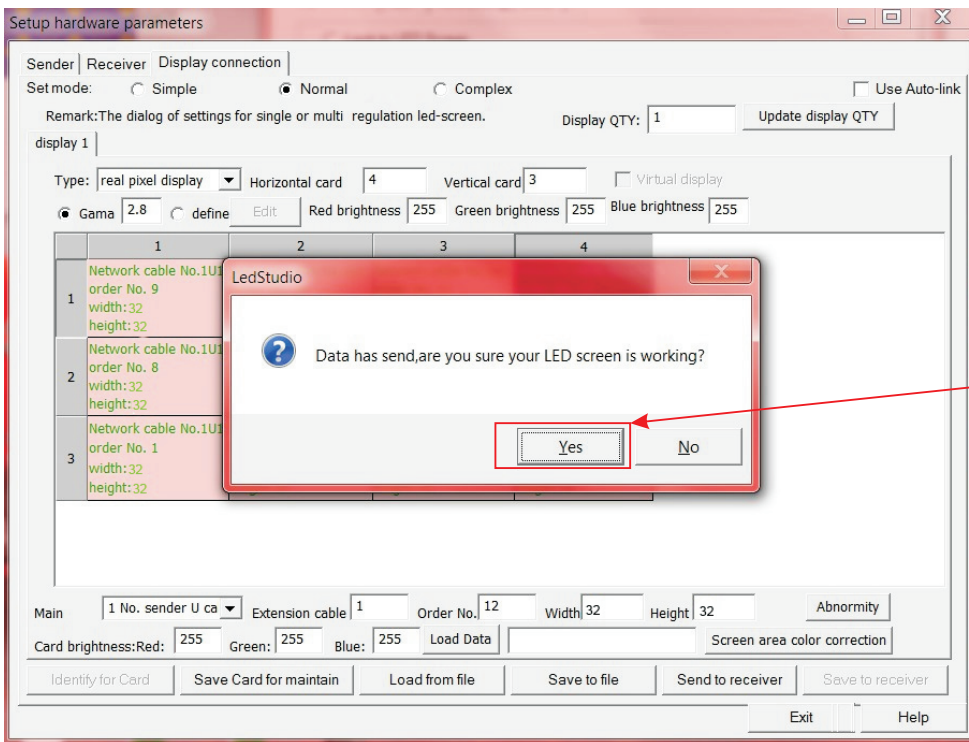 Setup hardware parameters
Sender Receiver Display connection
Set mode: Simple Normal Complex Use Auto-link
Remark:The dialog of settings for single or multi regulation led-screen. Display QTY: 1 Update display QTY
display 1
Type: real pixel display Horizontal card 4 Vertical card 3 Virtual display
Gama 2.8 define Edit Red brightness 255 Green brightness 255 Blue brightness 255
1 2 3 4
1
Network cable No.1U1
order No. 9
width:32
height:32
2
Network cable No.1U1
order No. 8
width:32
height:32
3
Network cable No.1U1
order No. 1
width:32
height:32
LedStudio
Data has send,are you sure your LED screen is working?
Yes No
Main 1 No. sender U ca Extension cable 1 Order No. 12 Width 32 Height 32 Abnormity
Card brightness:Red: 255 Green: 255 Blue: 255 Load Data Screen area color correction
Identify for Card Save Card for maintain Load from file Save to file Send to receiver Save to receiver
Exit Help